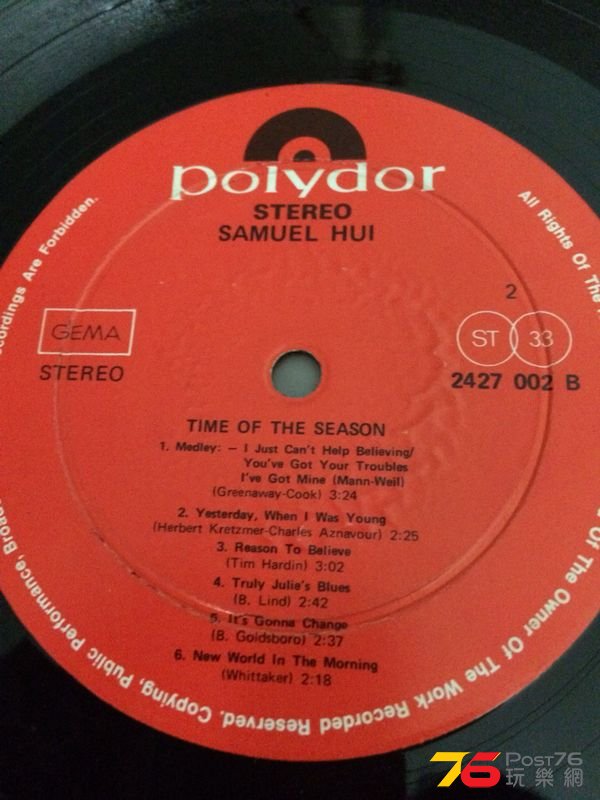 polydor
STEREO
SAMUEL HUI
2
GEMA
STEREO
ST 33
2427 002 B
TIME OF THE SEASON
1. Medley: – I Just Can't Help Believing/
You've Got Your Troubles
I've Got Mine (Mann-Weil)
(Greenaway-Cook) 3:24
2. Yesterday, When I Was Young
(Herbert Kretzmer-Charles Aznavour) 2:25
3. Reason To Believe
(Tim Hardin) 3:02
4. Truly Julie's Blues
(B. Lind) 2:42
5. It's Gonna Change
(B. Goldsboro) 2:37
6. New World In The Morning
(Whittaker) 2:18
All Rights Of The
Of The Owner Of The Work Recorded Reserved. Copying, Public Performance,
Are Forbidden.
76 POST76
玩樂網